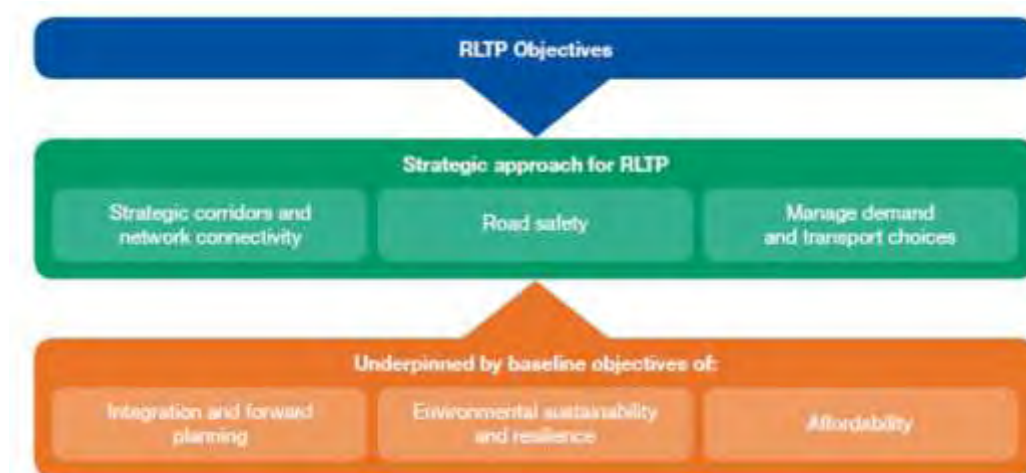 RLTP Objectives
Strategic approach for RLTP
Strategic corridors and
network connectivity
Road safety
Manage demand
and transport choices
Underpinned by baseline objectives of:
Integration and forward
planning
Environmental sustainability
and resilience
Affordability